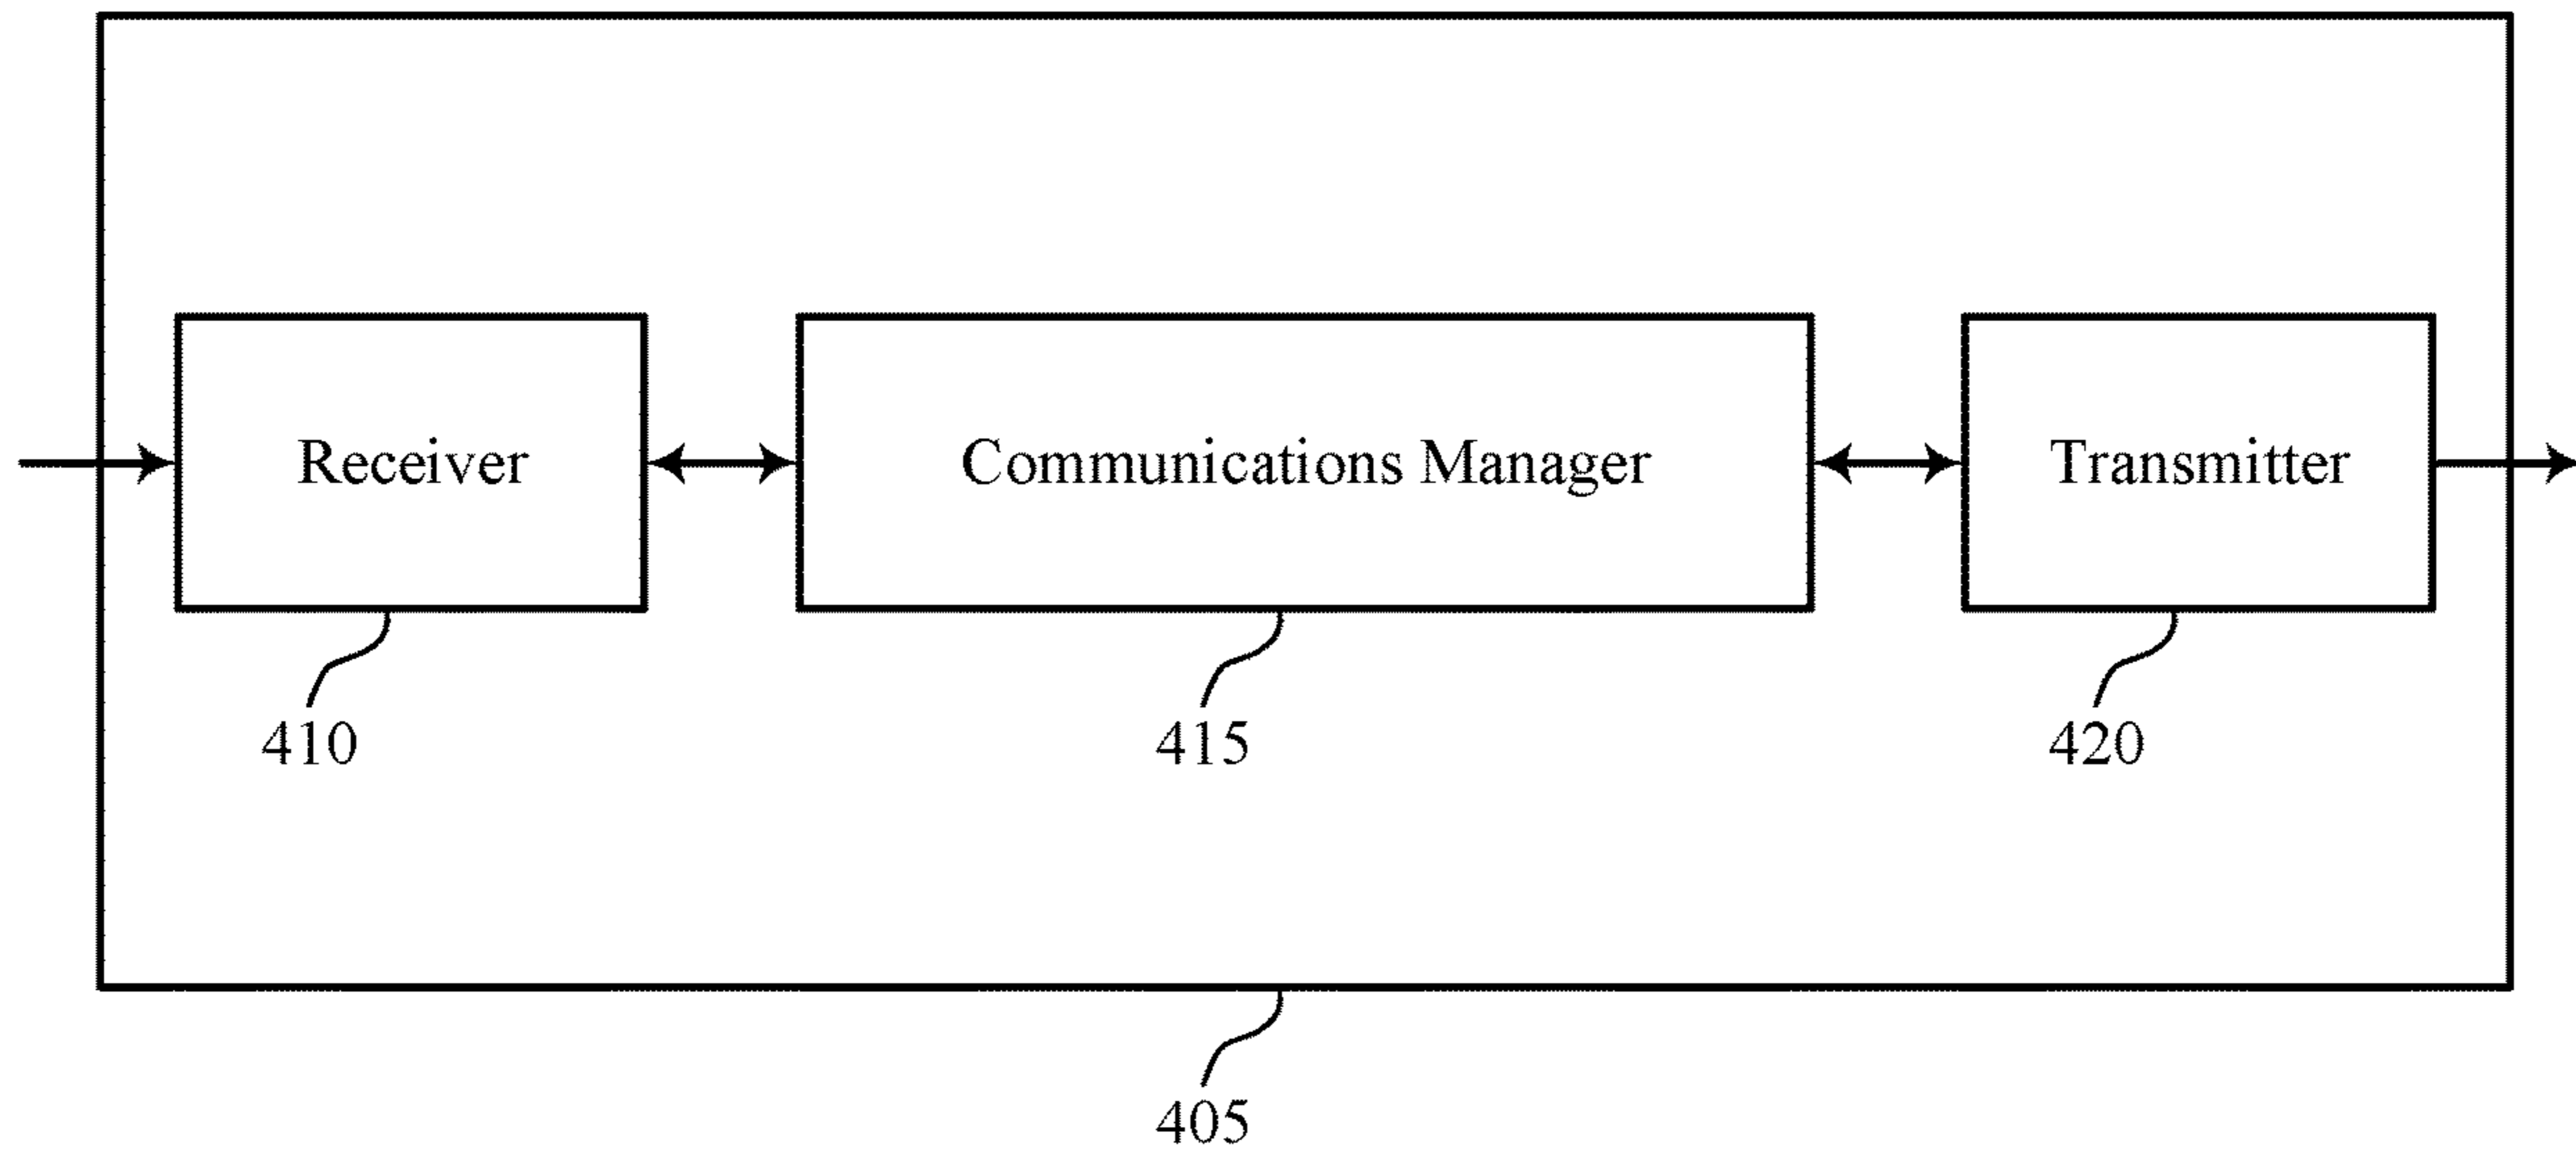 Receiver
Communications Manager
Transmitter
410
415
420
405